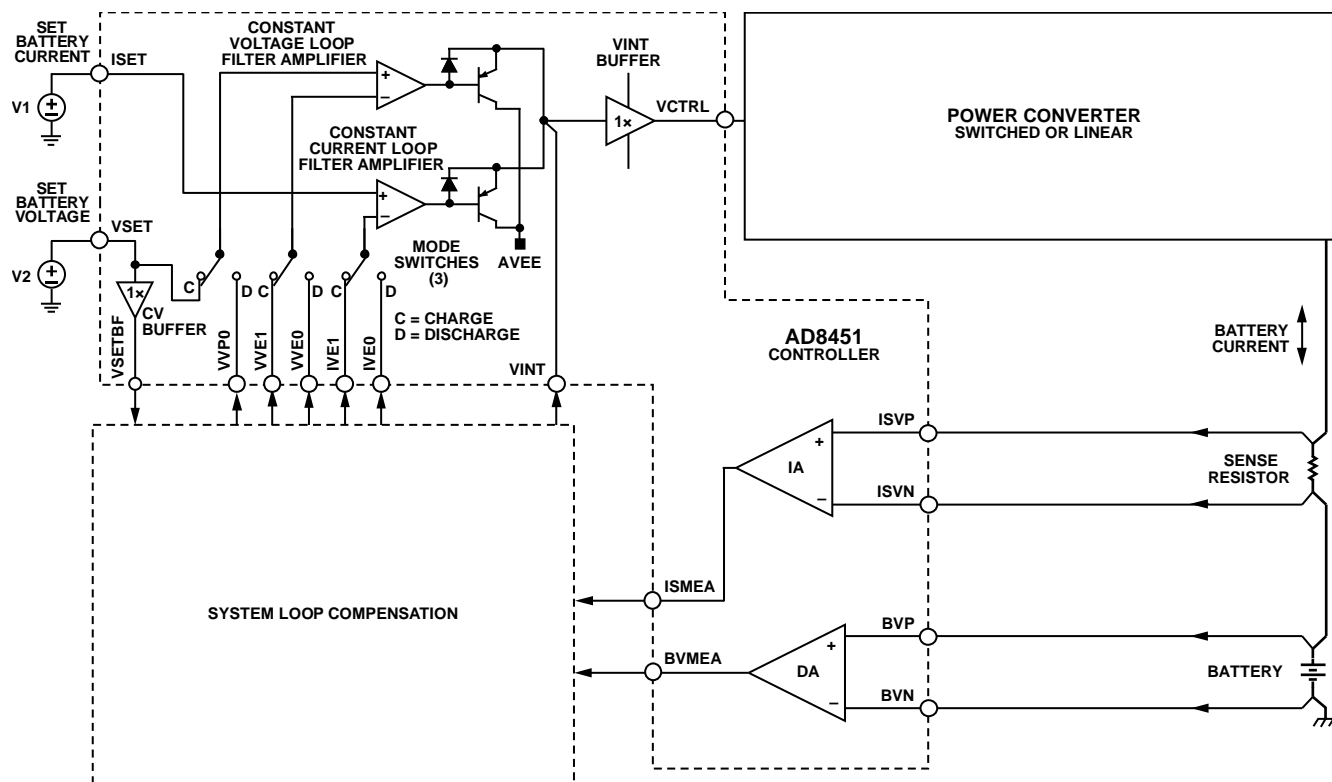 SET
BATTERY
CURRENT
ISET
V1
CONSTANT
VOLTAGE LOOP
FILTER AMPLIFIER
+
−
VINT
BUFFER
1×
VCTRL
POWER CONVERTER
SWITCHED OR LINEAR
CONSTANT
CURRENT LOOP
FILTER AMPLIFIER
+
−
SET
BATTERY
VOLTAGE
VSET
V2
1×
CV
BUFFER
C
D
C
D
C
D
MODE
SWITCHES
(3)
AVEE
C = CHARGE
D = DISCHARGE
VSETBF
VVP0
VVE1
VVE0
IVE1
IVE0
VINT
AD8451
CONTROLLER
BATTERY
CURRENT
ISVP
+
IA
−
ISVN
SENSE
RESISTOR
SYSTEM LOOP COMPENSATION
ISMEA
BVMEA
BVP
+
DA
−
BVN
BATTERY